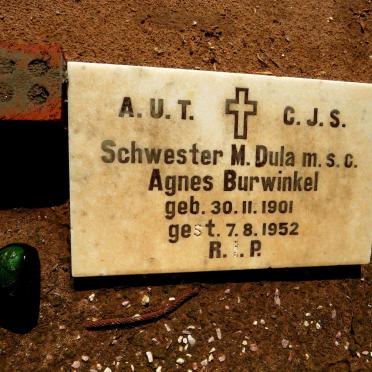 A.U.T. C.J.S.
Schwester M. Dula m.s.c.
Agnes Burwinkel
geb. 30.11.1901
gest. 7.8.1952
R.I.P.